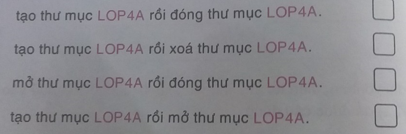 tạo thư mục LOP4A rồi đóng thư mục LOP4A.
tạo thư mục LOP4A rồi xoá thư mục LOP4A.
mở thư mục LOP4A rồi đóng thư mục LOP4A.
tạo thư mục LOP4A rồi mở thư mục LOP4A.